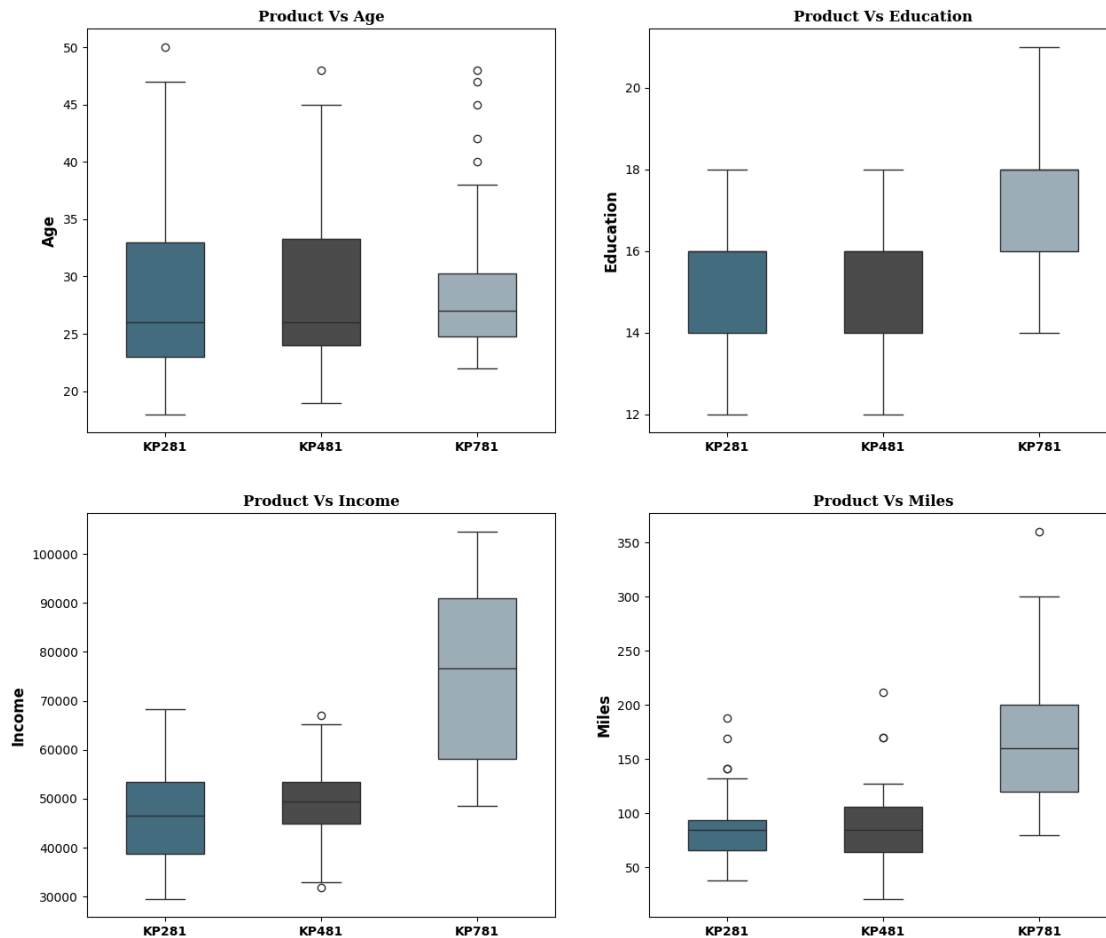 Product Vs Age
50
45
40
35
30
25
20
Age
KP281 KP481 KP781
Product Vs Education
20
18
16
14
12
Education
KP281 KP481 KP781
Product Vs Income
100000
90000
80000
70000
60000
50000
40000
30000
Income
KP281 KP481 KP781
Product Vs Miles
350
300
250
200
150
100
50
Miles
KP281 KP481 KP781